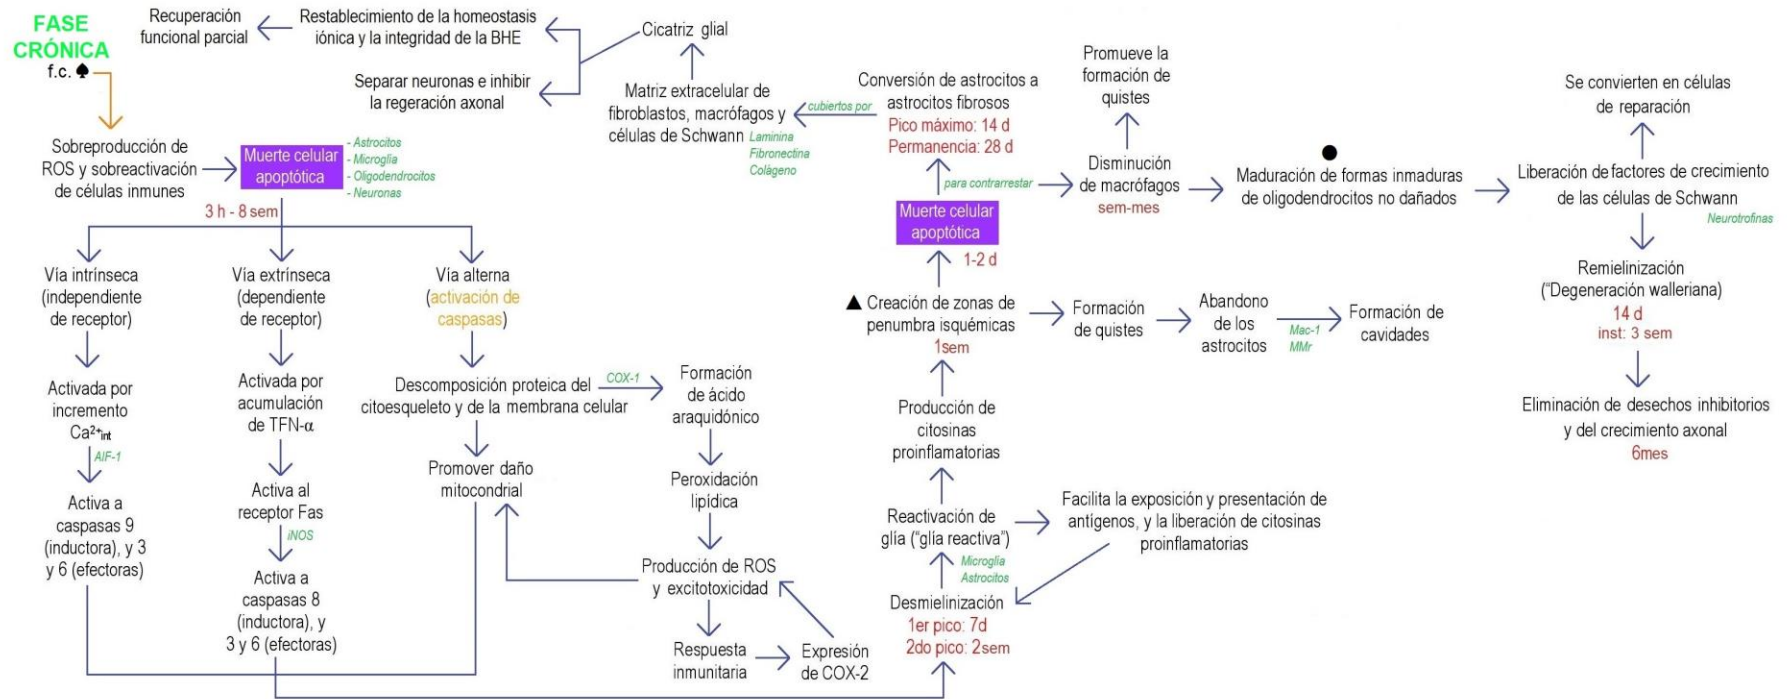 FASE
CRÓNICA
f.c. ♠
Sobreproducción de
ROS y sobreactivación
de células inmunes
Muerte celular
apoptótica
- Astrocitos
- Microglía
- Oligodendrocitos
- Neuronas
3 h - 8 sem
Vía intrínseca
(independiente
de receptor)
Activada por
incremento
Ca²⁺int
AIF-1
Activa a
caspasas 9
(inductora), y 3
y 6 (efectoras)
Vía extrínseca
(dependiente
de receptor)
Activada por
acumulación
de TFN-α
Activa al
receptor Fas
iNOS
Activa a
caspasas 8
(inductora), y
3 y 6 (efectoras)
Vía alterna
(activación de
caspasas)
Descomposición proteica del
citoesqueleto y de la membrana celular
Promover daño
mitocondrial
COX-1
Formación
de ácido
araquidónico
Peroxidación
lipídica
Producción de ROS
y excitotoxicidad
Respuesta
inmunitaria
Expresión
de COX-2
Desmielinización
1er pico: 7d
2do pico: 2sem
Microglía
Astrocitos
Reactivación de
glía (“glía reactiva”)
Facilita la exposición y presentación de
antígenos, y la liberación de citosinas
proinflamatorias
Producción de
citosinas
proinflamatorias
▲ Creación de zonas de
penumbra isquémicas
1sem
Formación
de quistes
Abandono
de los
astrocitos
Mac-1
MMr
Formación de
cavidades
1-2 d
Muerte celular
apoptótica
para contrarrestar
Conversión de astrocitos a
astrocitos fibrosos
Pico máximo: 14 d
Permanencia: 28 d
cubiertos por
Matriz extracelular de
fibroblastos, macrófagos y
células de Schwann
Laminina
Fibronectina
Colágeno
Cicatriz glial
Restablecimiento de la homeostasis
iónica y la integridad de la BHE
Recuperación
funcional parcial
Separar neuronas e inhibir
la regeración axonal
Disminución
de macrófagos
sem-mes
Promueve la
formación de
quistes
●
Maduración de formas inmaduras
de oligodendrocitos no dañados
Liberación de factores de crecimiento
de las células de Schwann
Neurotrofinas
Se convierten en células
de reparación
Remielinización
(“Degeneración walleriana)
14 d
inst: 3 sem
Eliminación de desechos inhibitorios
y del crecimiento axonal
6mes